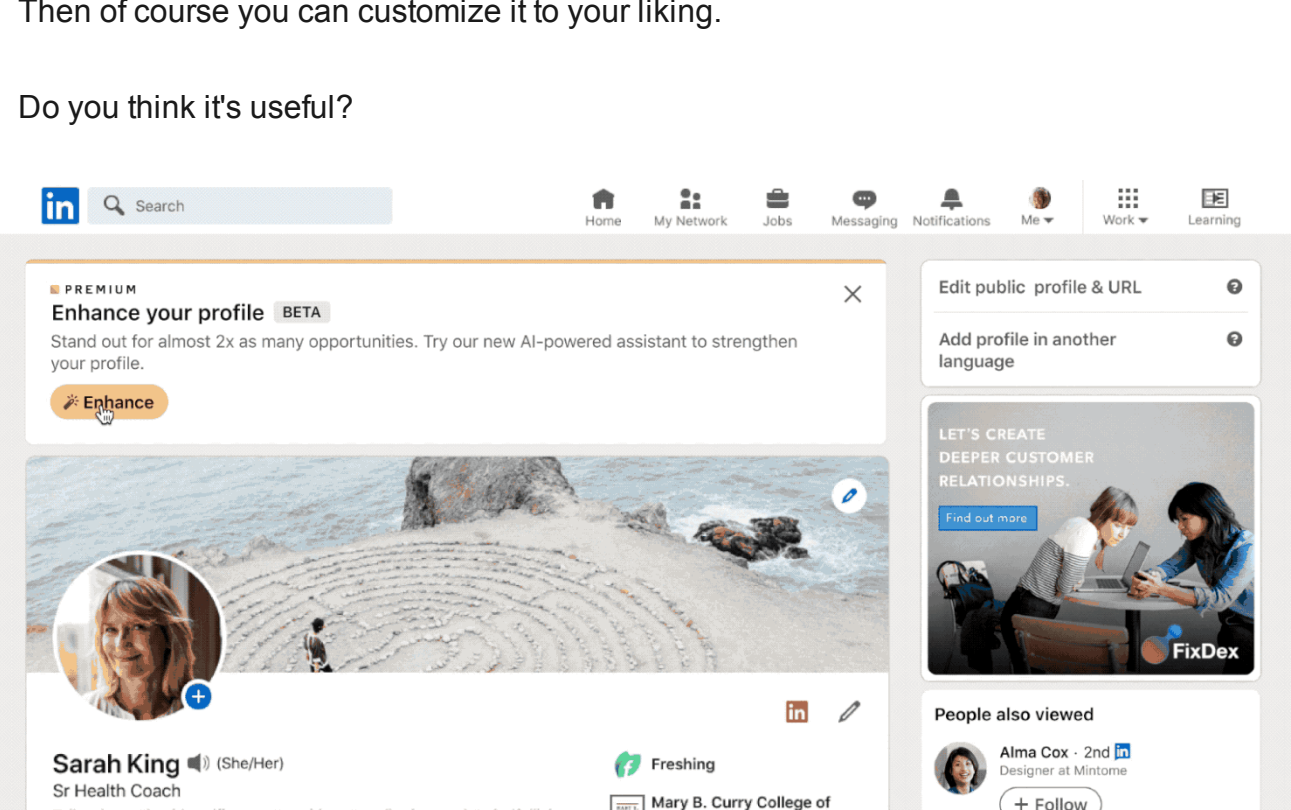 Then of course you can customize it to your liking.
Do you think it's useful?
in
Search
Home
My Network
Jobs
Messaging
Notifications
Me
Work
Learning
PREMIUM
Enhance your profile BETA
Stand out for almost 2x as many opportunities. Try our new AI-powered assistant to strengthen
your profile.
Enhance
Edit public profile & URL
Add profile in another
language
LET'S CREATE
DEEPER CUSTOMER
RELATIONSHIPS.
Find out more
FixDex
in
Sarah King (She/Her)
Sr Health Coach
Freshing
Mary B. Curry College of
People also viewed
Alma Cox · 2nd in
Designer at Mintome
+ Follow